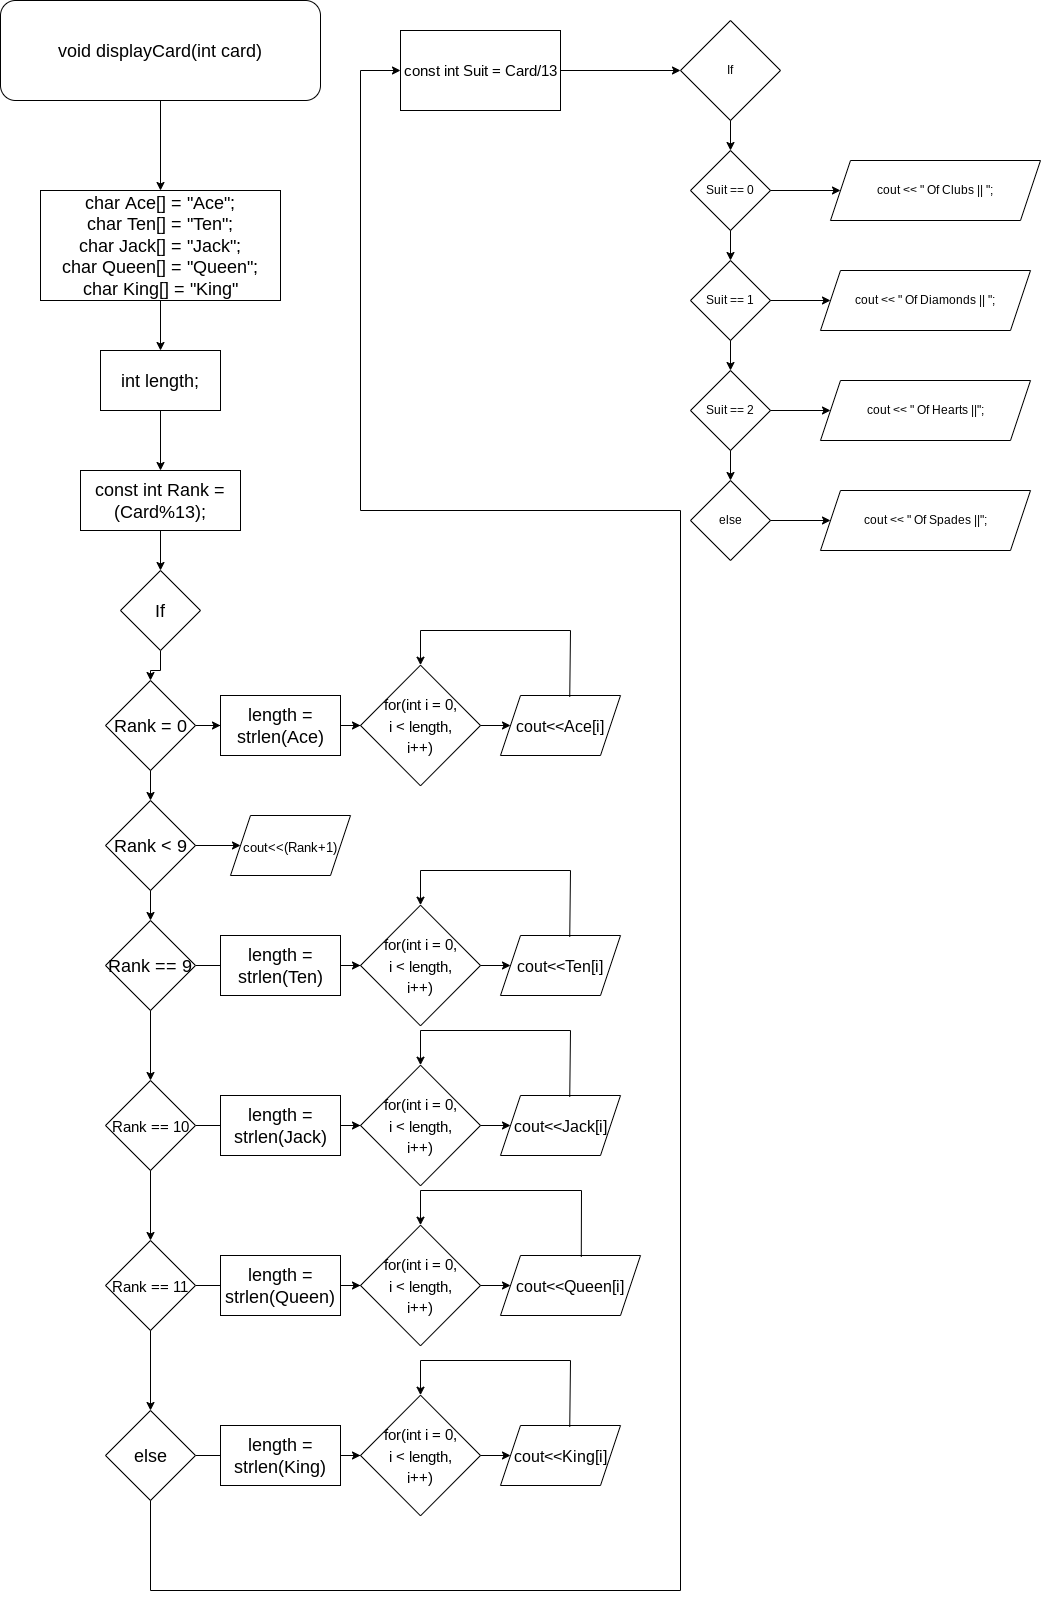 void displayCard(int card)
char Ace[] = "Ace";
char Ten[] = "Ten";
char Jack[] = "Jack";
char Queen[] = "Queen";
char King[] = "King"
int length;
const int Rank =
(Card%13);
If
Rank = 0
length =
strlen(Ace)
for(int i = 0,
i < length,
i++)
cout<<Ace[i]
Rank < 9
cout<<(Rank+1)
Rank == 9
length =
strlen(Ten)
for(int i = 0,
i < length,
i++)
cout<<Ten[i]
Rank == 10
length =
strlen(Jack)
for(int i = 0,
i < length,
i++)
cout<<Jack[i]
Rank == 11
length =
strlen(Queen)
for(int i = 0,
i < length,
i++)
cout<<Queen[i]
else
length =
strlen(King)
for(int i = 0,
i < length,
i++)
cout<<King[i]
const int Suit = Card/13
If
Suit == 0
cout << " Of Clubs || ";
Suit == 1
cout << " Of Diamonds || ";
Suit == 2
cout << " Of Hearts ||";
else
cout << " Of Spades ||";